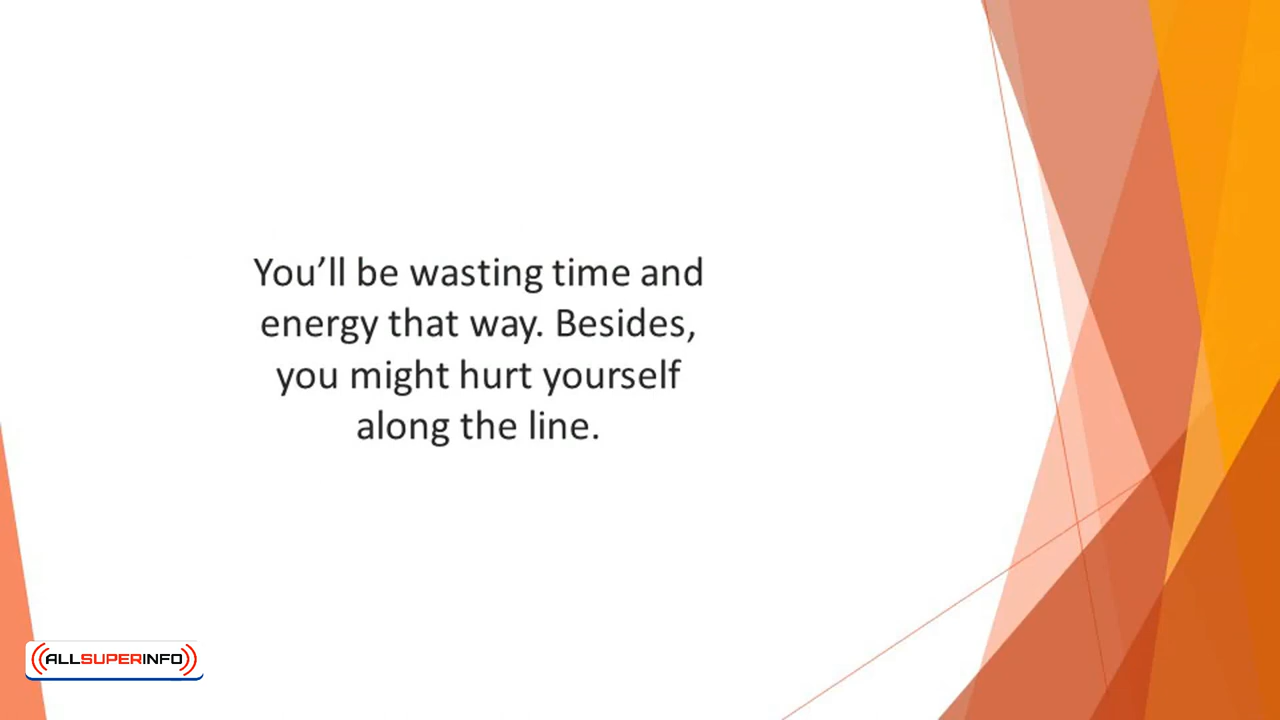 You’ll be wasting time and
energy that way. Besides,
you might hurt yourself
along the line.
ALLSUPERINFO